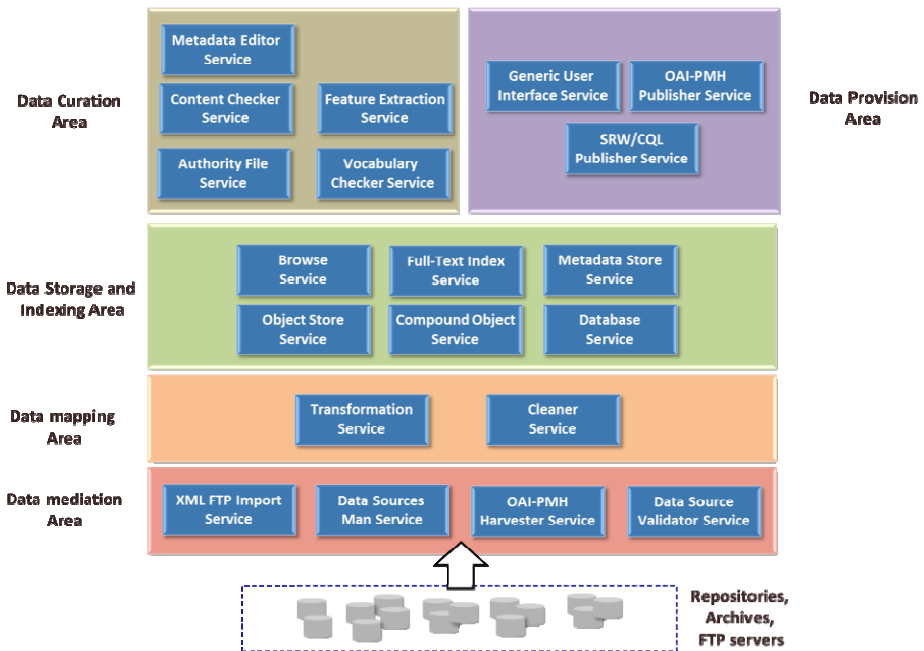 Data Curation
Area
Metadata Editor
Service
Content Checker
Service
Feature Extraction
Service
Authority File
Service
Vocabulary
Checker Service
Generic User
Interface Service
OAI-PMH
Publisher Service
SRW/CQL
Publisher Service
Data Provision
Area
Data Storage and
Indexing Area
Browse
Service
Full-Text Index
Service
Metadata Store
Service
Object Store
Service
Compound Object
Service
Database
Service
Data mapping
Area
Transformation
Service
Cleaner
Service
Data mediation
Area
XML FTP Import
Service
Data Sources
Man Service
OAI-PMH
Harvester Service
Data Source
Validator Service
Repositories,
Archives,
FTP servers